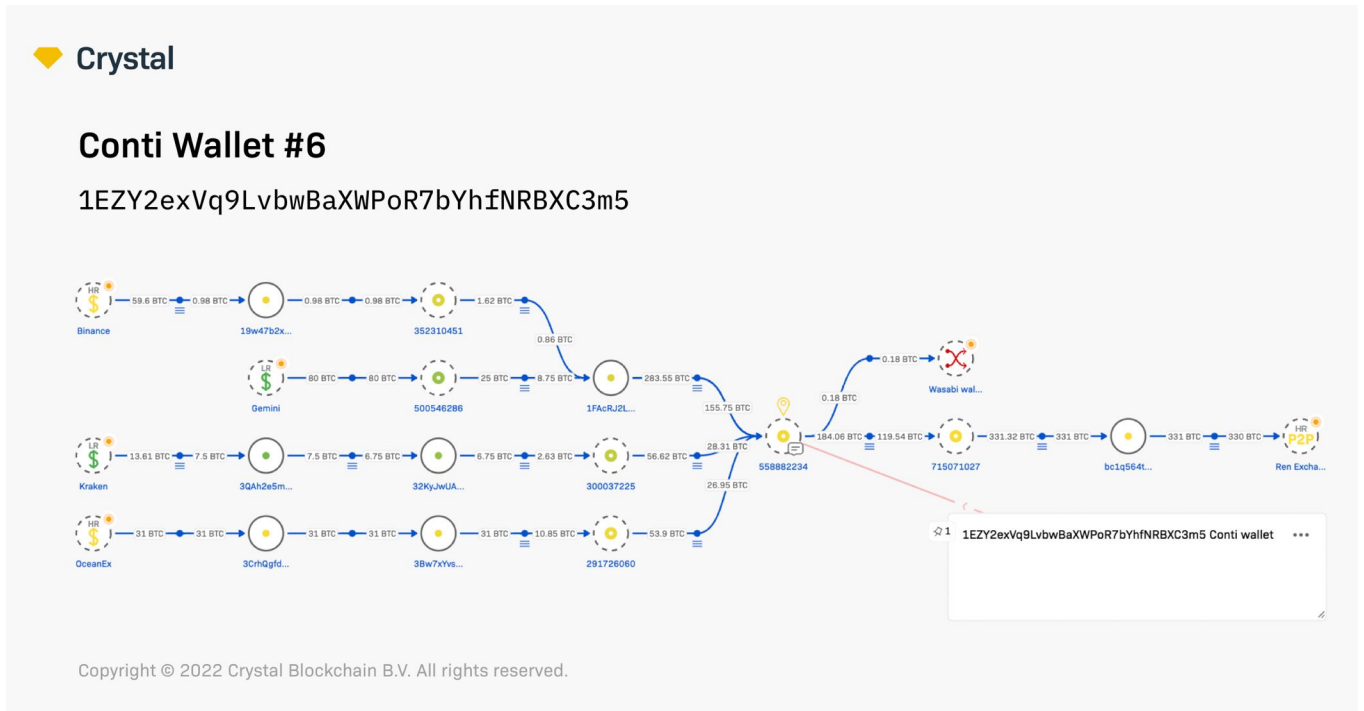 Crystal
Conti Wallet #6
1EZY2exVq9LvbwBaXWPoR7bYhfNRBXC3m5
HR
Binance
59.6 BTC
0.98 BTC
19w47b2x...
0.98 BTC
0.98 BTC
352310451
1.62 BTC
0.86 BTC
LR
Gemini
80 BTC
80 BTC
500546286
25 BTC
8.75 BTC
1FAcRJ2L...
283.55 BTC
155.75 BTC
LR
Kraken
13.61 BTC
7.5 BTC
3QAh2e5m...
7.5 BTC
6.75 BTC
32KyJwUA...
6.75 BTC
2.63 BTC
300037225
56.62 BTC
28.31 BTC
HR
OceanEx
31 BTC
31 BTC
3CrhQgfd...
31 BTC
31 BTC
3Bw7xYvs...
31 BTC
10.85 BTC
291726060
53.9 BTC
26.95 BTC
558882234
0.18 BTC
0.18 BTC
Wasabi wal...
184.06 BTC
119.54 BTC
715071027
331.32 BTC
331 BTC
bc1q564t...
331 BTC
330 BTC
HR
P2P
Ren Excha...
1
1EZY2exVq9LvbwBaXWPoR7bYhfNRBXC3m5 Conti wallet
Copyright © 2022 Crystal Blockchain B.V. All rights reserved.